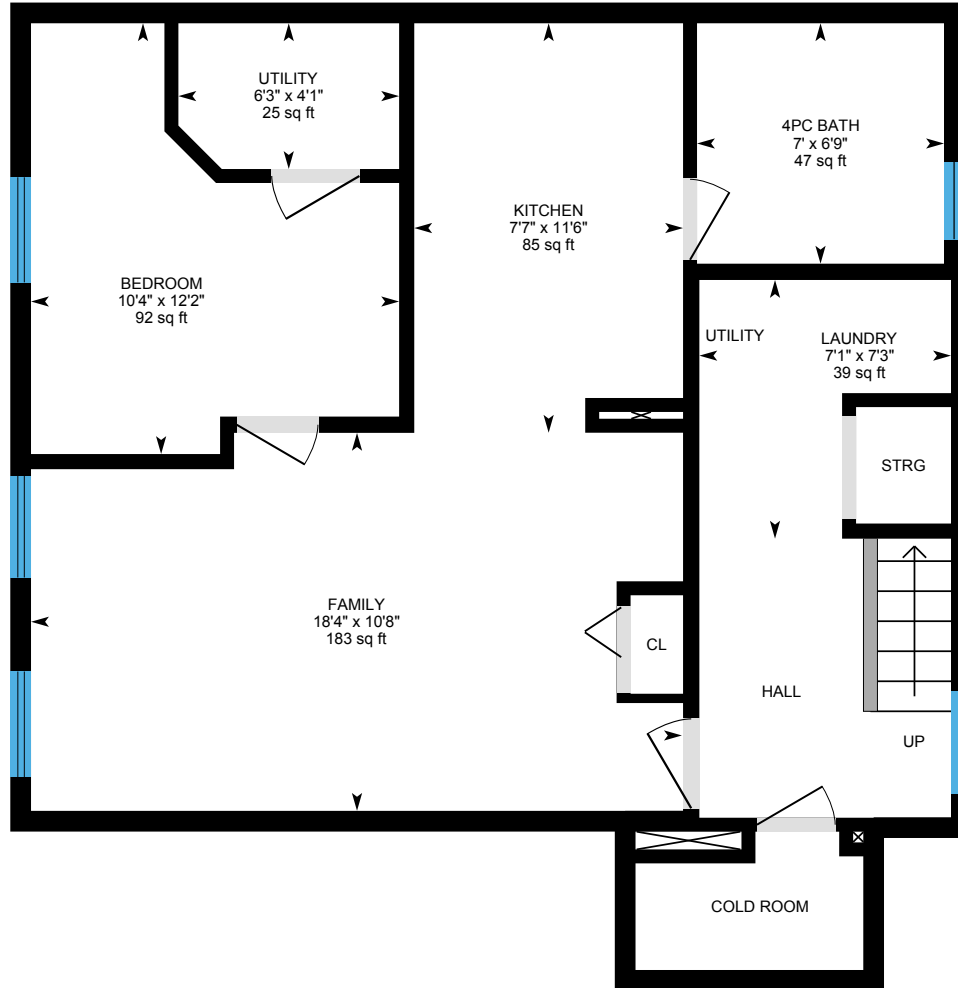 UTILITY
6'3" x 4'1"
25 sq ft
4PC BATH
7' x 6'9"
47 sq ft
KITCHEN
7'7" x 11'6"
85 sq ft
BEDROOM
10'4" x 12'2"
92 sq ft
UTILITY
LAUNDRY
7'1" x 7'3"
39 sq ft
STRG
FAMILY
18'4" x 10'8"
183 sq ft
CL
HALL
UP
COLD ROOM